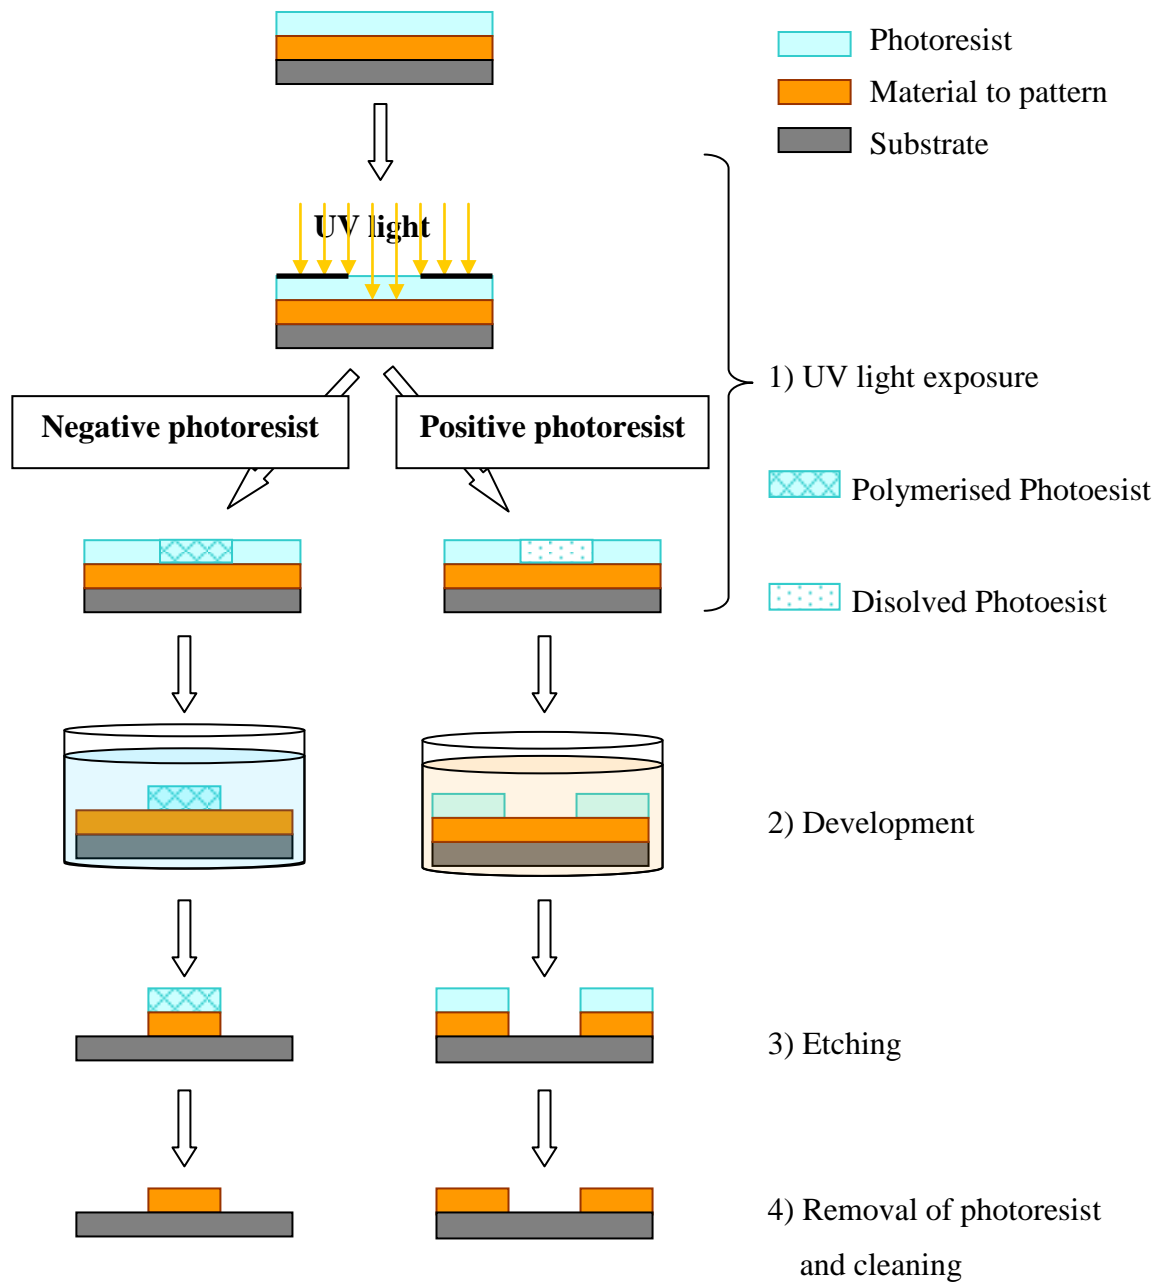 Photoresist
Material to pattern
Substrate
UV light
1) UV light exposure
Negative photoresist
Positive photoresist
Polymerised Photoesist
Disolved Photoesist
2) Development
3) Etching
4) Removal of photoresist
and cleaning